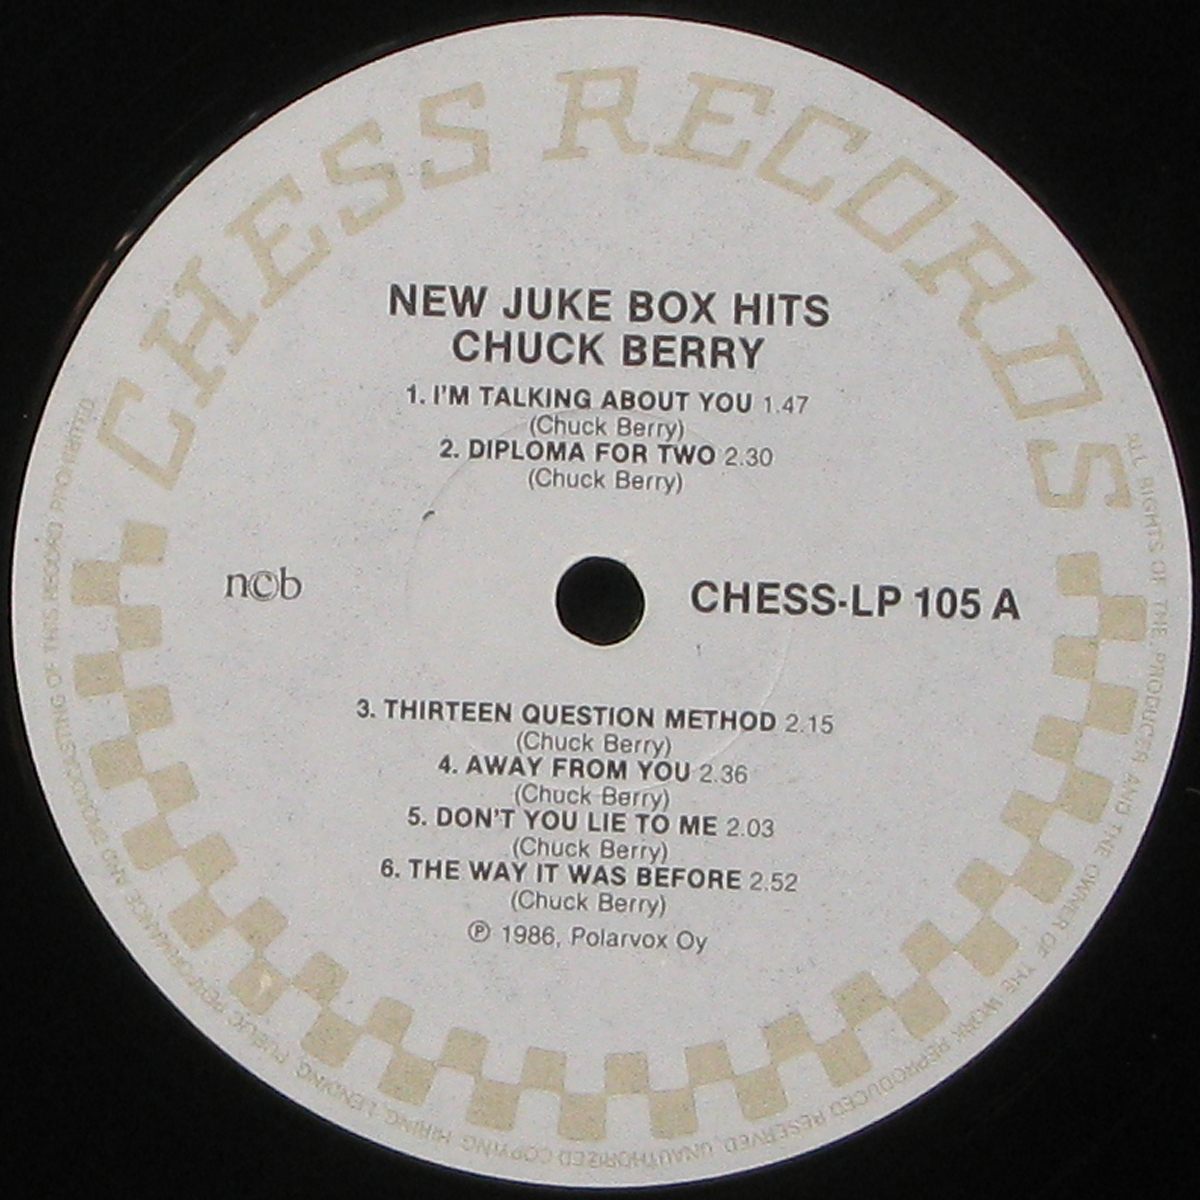 CHESS RECORDS
NEW JUKE BOX HITS
CHUCK BERRY
1. I'M TALKING ABOUT YOU 1.47
(Chuck Berry)
2. DIPLOMA FOR TWO 2.30
(Chuck Berry)
ncb
CHESS-LP 105 A
3. THIRTEEN QUESTION METHOD 2.15
(Chuck Berry)
4. AWAY FROM YOU 2.36
(Chuck Berry)
5. DON'T YOU LIE TO ME 2.03
(Chuck Berry)
6. THE WAY IT WAS BEFORE 2.52
(Chuck Berry)
℗ 1986, Polarvox Oy
ALL RIGHTS OF THE PRODUCER AND THE OWNER OF THE WORK REPRODUCED RESERVED. UNAUTHORIZED COPYING, HIRING, LENDING, PUBLIC PERFORMANCE AND BROADCASTING OF THIS RECORD PROHIBITED